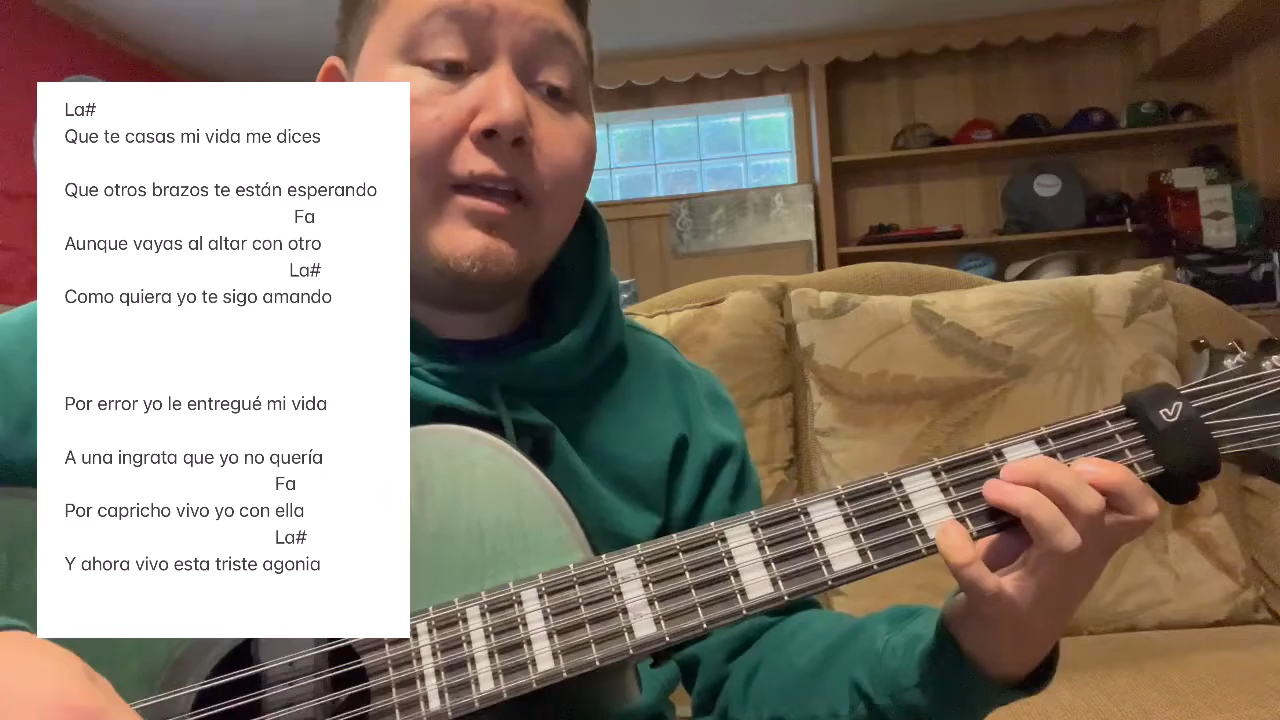 La#
Que te casas mi vida me dices
Que otros brazos te están esperando
Fa
Aunque vayas al altar con otro
La#
Como quiera yo te sigo amando
Por error yo le entregué mi vida
A una ingrata que yo no quería
Fa
Por capricho vivo yo con ella
La#
Y ahora vivo esta triste agonia